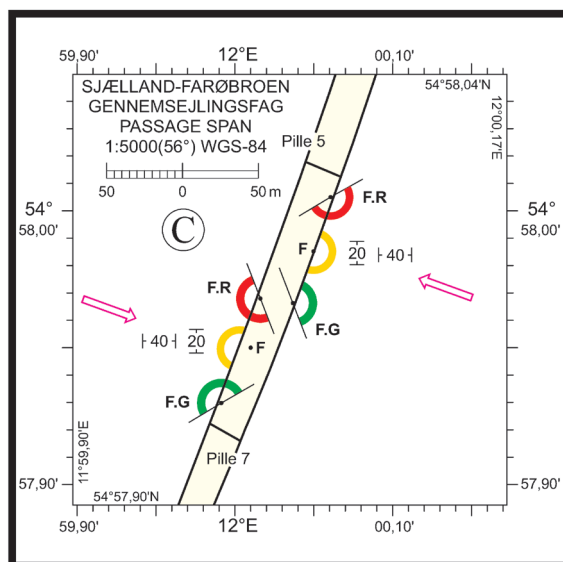 59,90' 12°E 00,10'
54°58,04'N
12°00,17'E
SJÆLLAND-FARØBROEN
GENNEMSEJLINGSFAG
PASSAGE SPAN
1:5000(56°) WGS-84
50 0 50 m
C
Pille 5
F.R
54° 54°
58,00' 58,00'
F 20 40
F.R
F.G
40 20 F
F.G
Pille 7
11°59,90'E
54°57,90'N
57,90' 57,90'
59,90' 12°E 00,10'